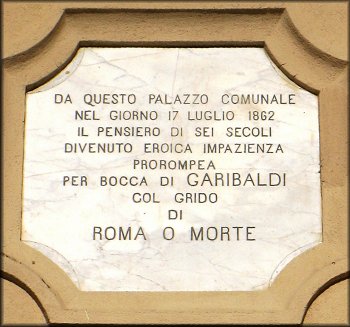 DA QUESTO PALAZZO COMUNALE
NEL GIORNO 17 LUGLIO 1862
IL PENSIERO DI SEI SECOLI
DIVENUTO EROICA IMPAZIENZA
PROROMPEA
PER BOCCA DI GARIBALDI
COL GRIDO
DI
ROMA O MORTE